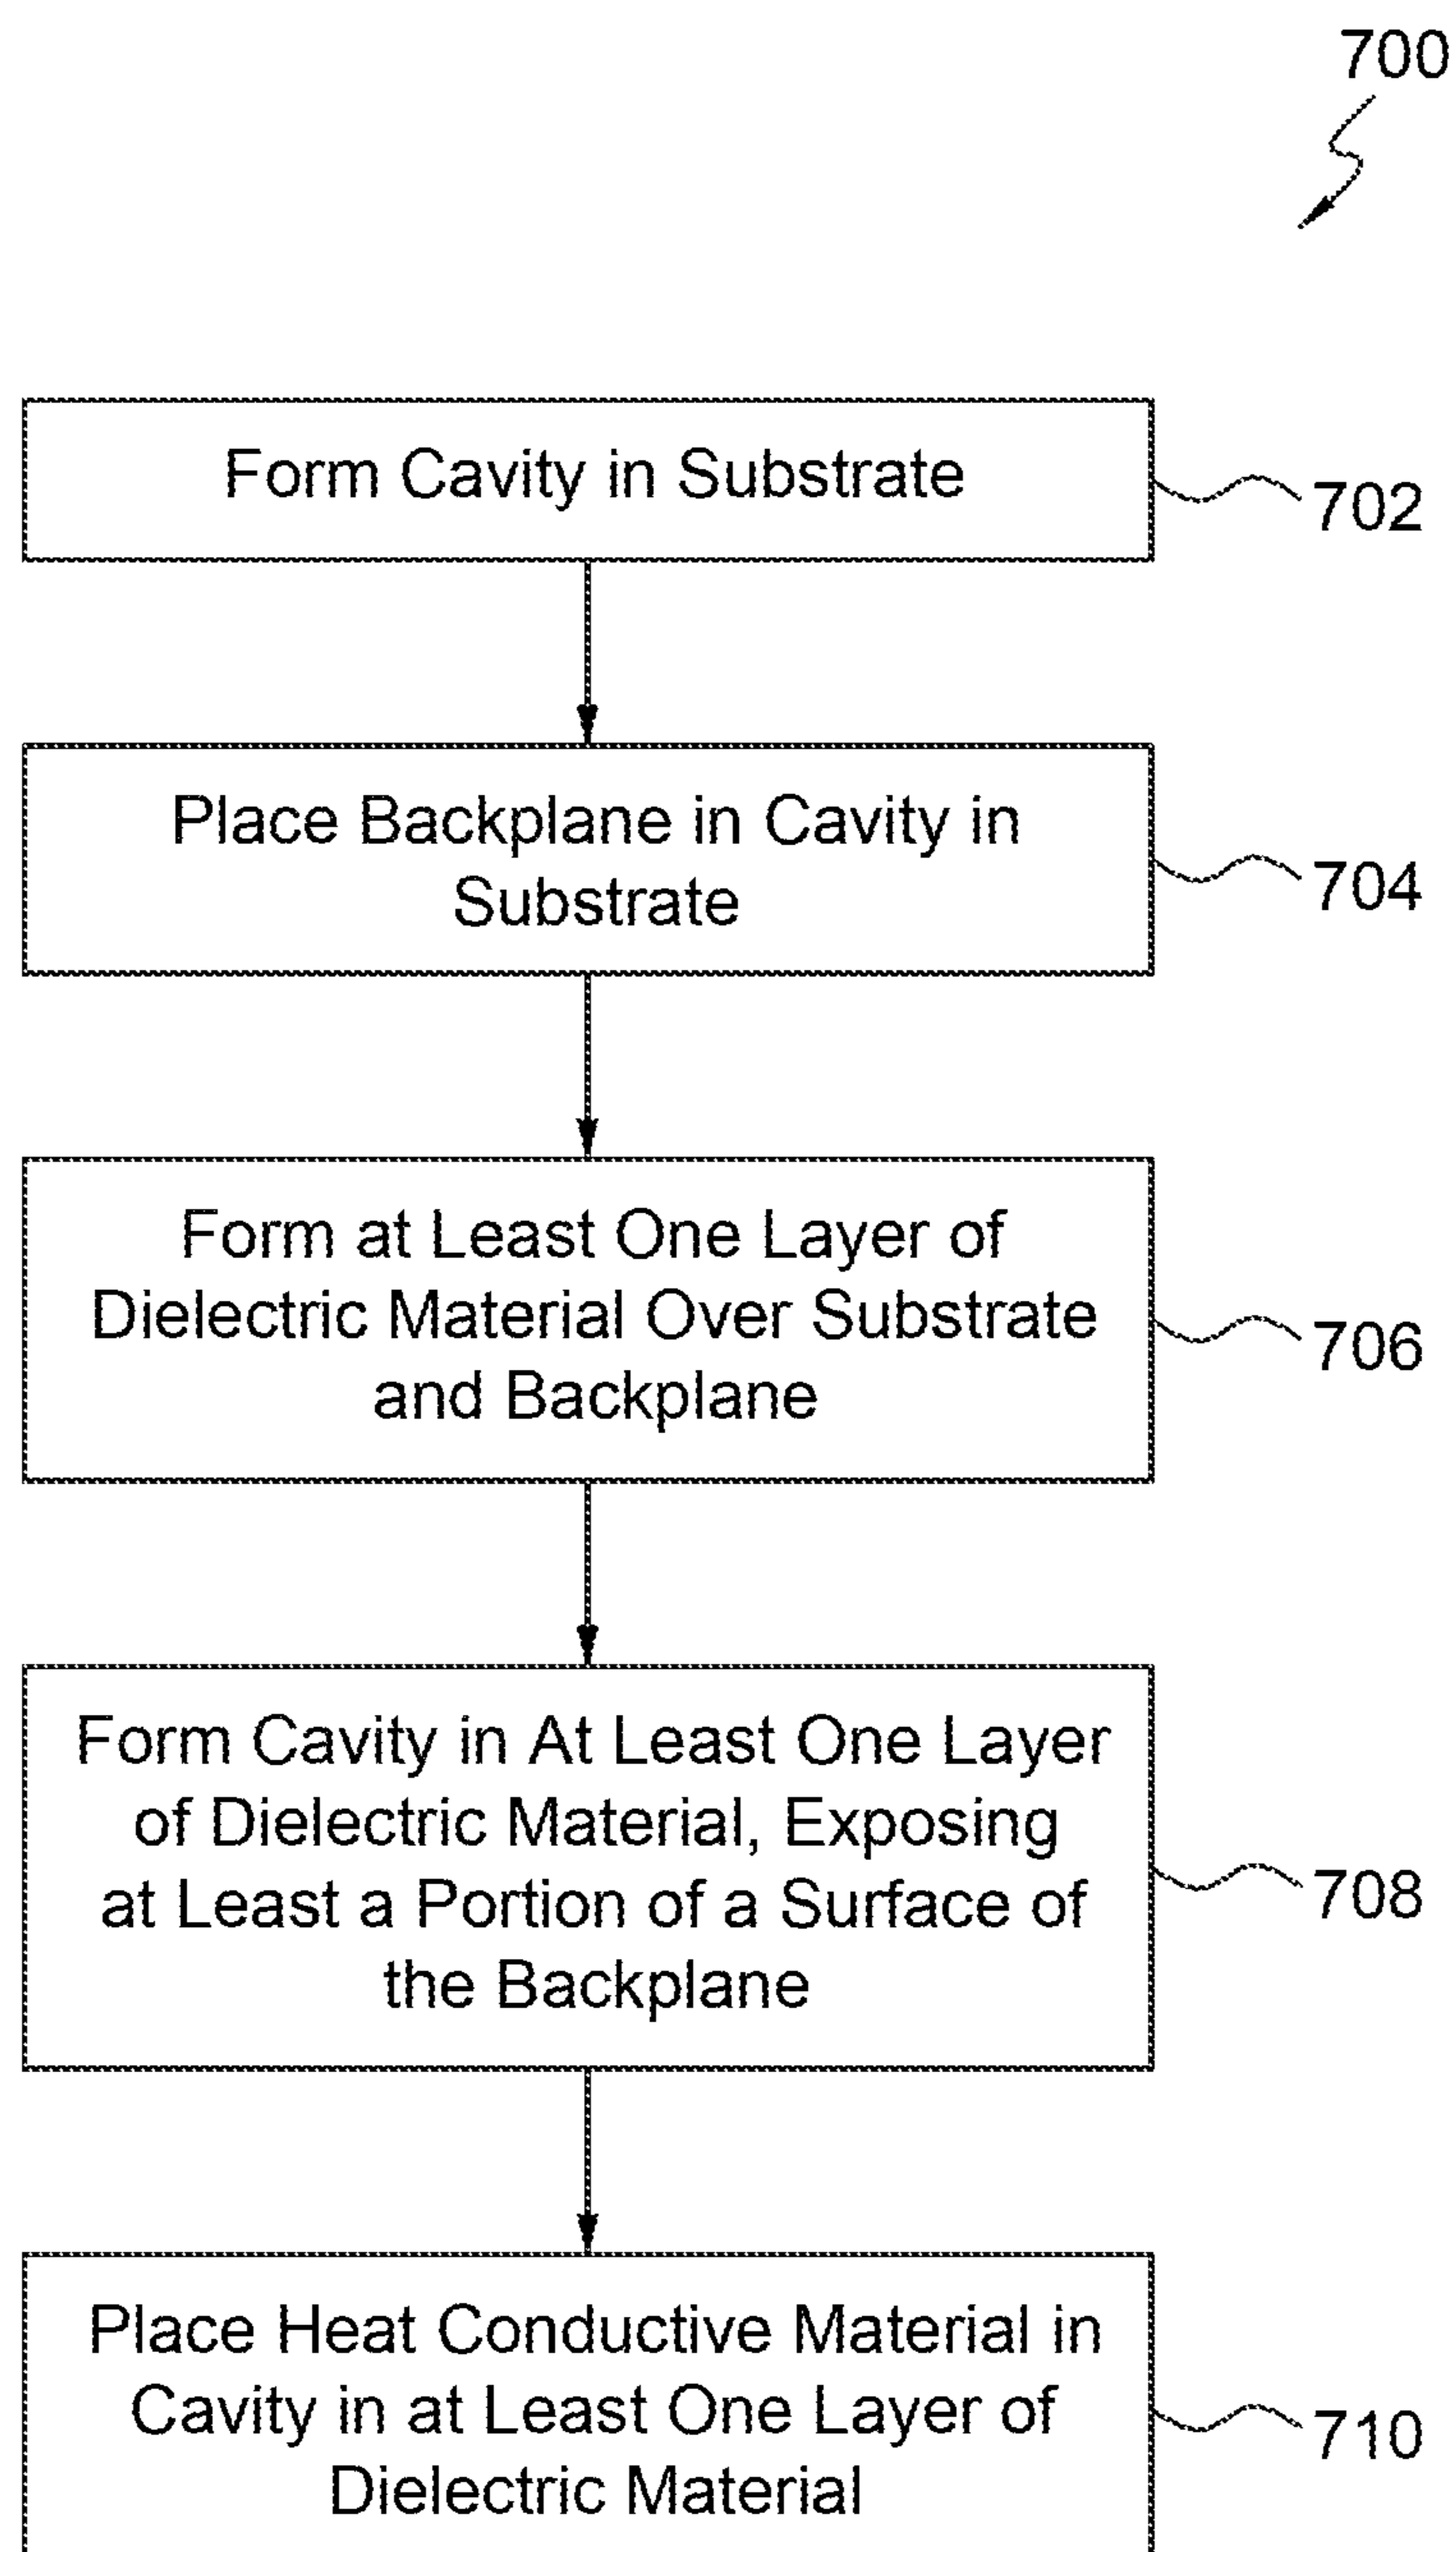 700
Form Cavity in Substrate
702
Place Backplane in Cavity in
Substrate
704
Form at Least One Layer of
Dielectric Material Over Substrate
and Backplane
706
Form Cavity in At Least One Layer
of Dielectric Material, Exposing
at Least a Portion of a Surface of
the Backplane
708
Place Heat Conductive Material in
Cavity in at Least One Layer of
Dielectric Material
710